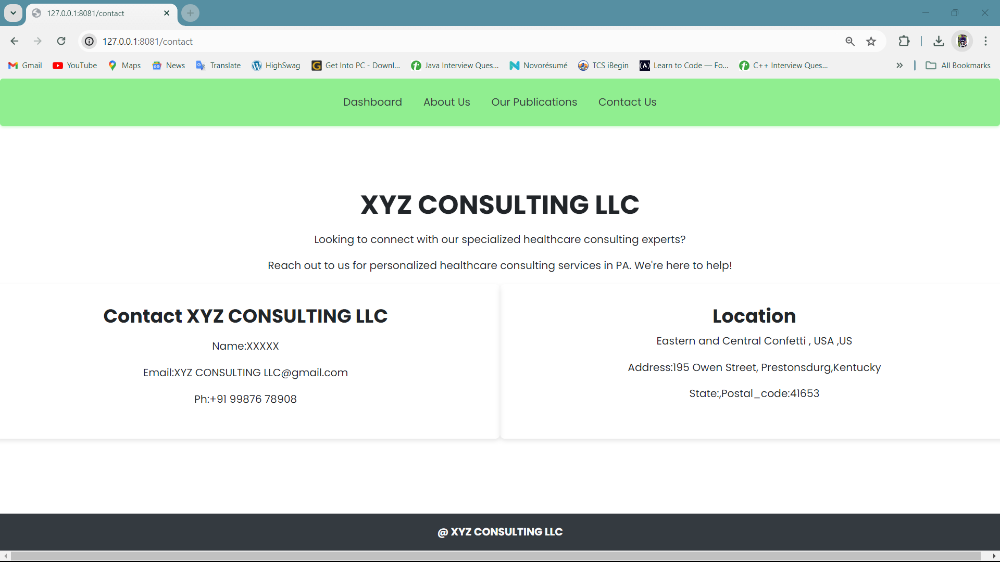 127.0.0.1:8081/contact
127.0.0.1:8081/contact
Gmail YouTube Maps News Translate HighSwag Get Into PC - Downl... Java Interview Ques... Novorésumé TCS iBegin Learn to Code — Fo... C++ Interview Ques... All Bookmarks
Dashboard About Us Our Publications Contact Us
XYZ CONSULTING LLC
Looking to connect with our specialized healthcare consulting experts?
Reach out to us for personalized healthcare consulting services in PA. We're here to help!
Contact XYZ CONSULTING LLC
Name:XXXXX
Email:XYZ CONSULTING LLC@gmail.com
Ph:+91 99876 78908
Location
Eastern and Central Confetti , USA ,US
Address:195 Owen Street, Prestonsdurg,Kentucky
State:,Postal_code:41653
@ XYZ CONSULTING LLC